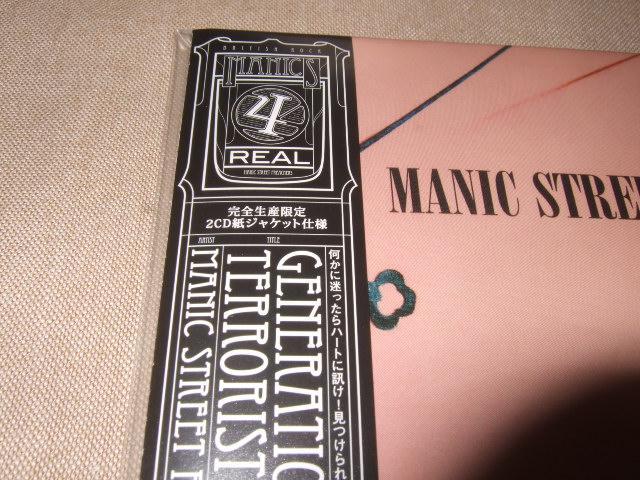 BRITISH ROCK
MANICS
4
REAL
MANIC STREET PREACHERS
完全生産限定
2CD紙ジャケット仕様
ARTIST
TITLE
何かに迷ったらハートに訊け!見つけられ
GENERATIO
TERRORIST
MANIC STREET P
MANIC STREE